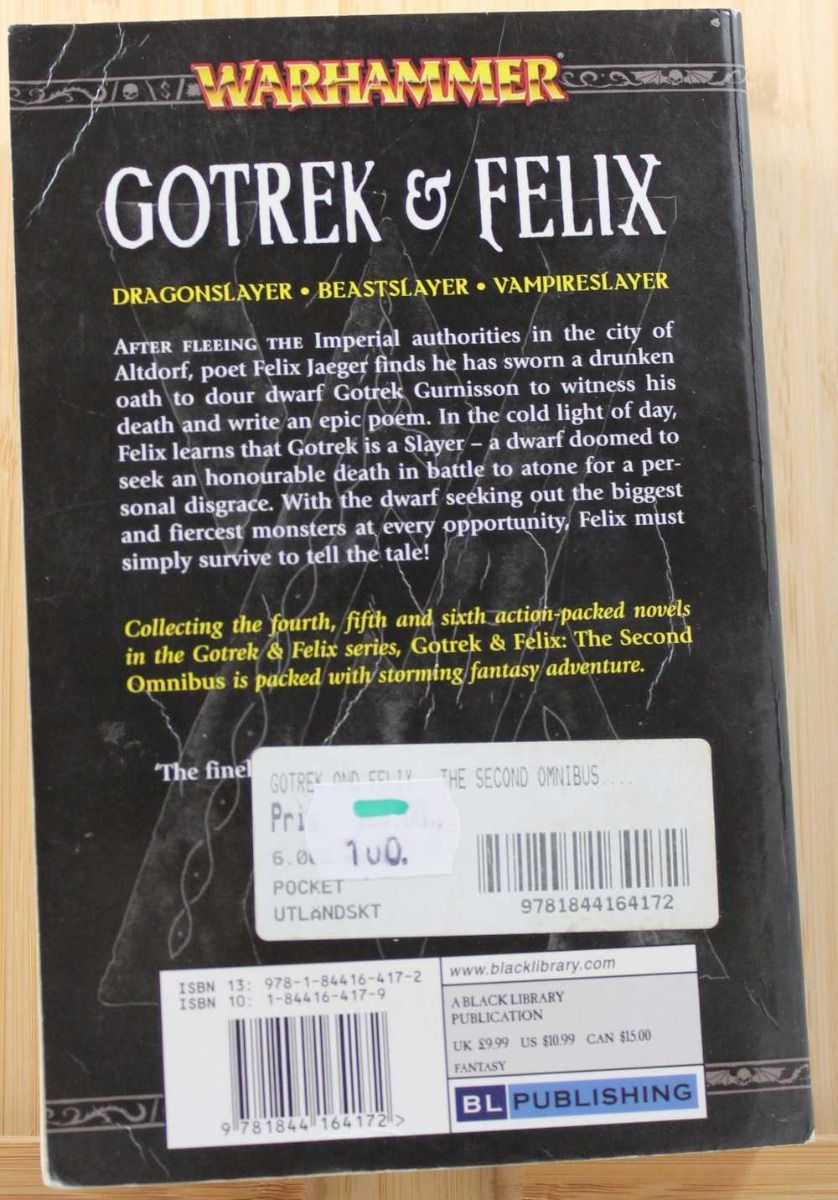 WARHAMMER®
GOTREK & FELIX
DRAGONSLAYER • BEASTSLAYER • VAMPIRESLAYER
AFTER FLEEING THE Imperial authorities in the city of
Altdorf, poet Felix Jaeger finds he has sworn a drunken
oath to dour dwarf Gotrek Gurnisson to witness his
death and write an epic poem. In the cold light of day,
Felix learns that Gotrek is a Slayer – a dwarf doomed to
seek an honourable death in battle to atone for a per-
sonal disgrace. With the dwarf seeking out the biggest
and fiercest monsters at every opportunity, Felix must
simply survive to tell the tale!
Collecting the fourth, fifth and sixth action-packed novels
in the Gotrek & Felix series, Gotrek & Felix: The Second
Omnibus is packed with storming fantasy adventure.
'The
GOTREK THE SECOND OMNIBUS....
100.
POCKET
UTLÄNDSKT
9781844164172
ISBN 13: 978-1-84416-417-2
ISBN 10: 1-84416-417-9
9 781844 164172 >
www.blacklibrary.com
A BLACK LIBRARY
PUBLICATION
UK £9.99 US $10.99 CAN $15.00
FANTASY
BL PUBLISHING